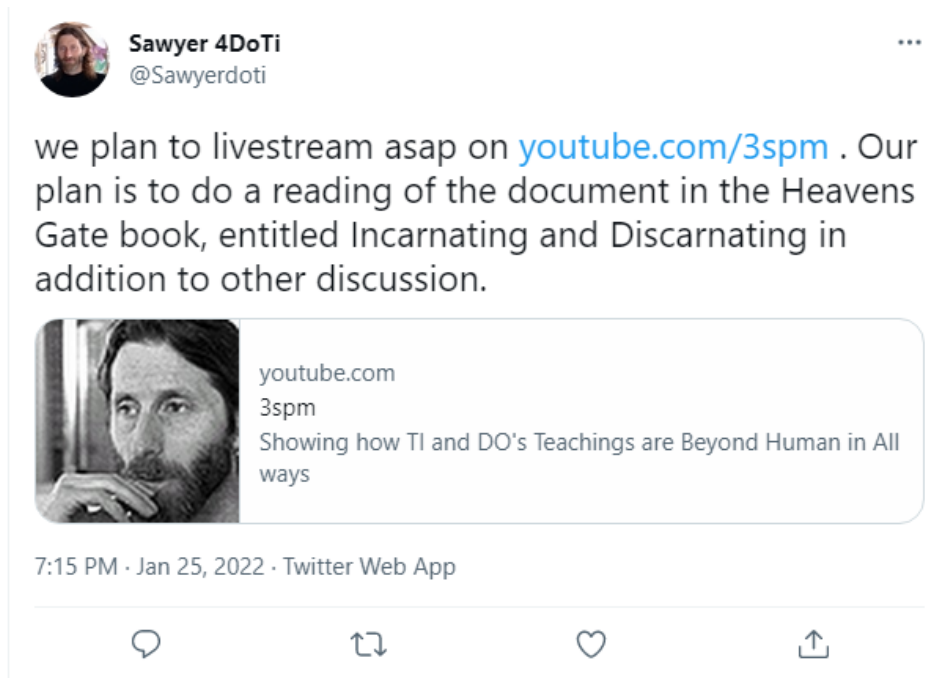 Sawyer 4DoTi
@Sawyerdoti
we plan to livestream asap on youtube.com/3spm . Our
plan is to do a reading of the document in the Heavens
Gate book, entitled Incarnating and Discarnating in
addition to other discussion.
youtube.com
3spm
Showing how TI and DO's Teachings are Beyond Human in All
ways
7:15 PM · Jan 25, 2022 · Twitter Web App